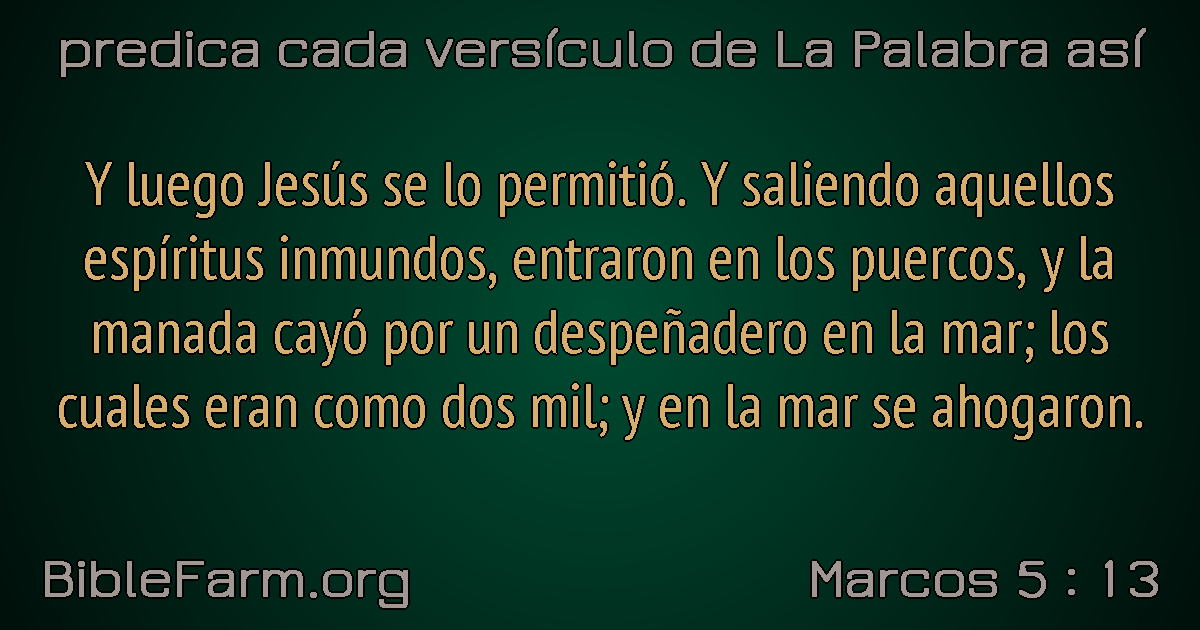 predica cada versículo de La Palabra así
Y luego Jesús se lo permitió. Y saliendo aquellos
espíritus inmundos, entraron en los puercos, y la
manada cayó por un despeñadero en la mar; los
cuales eran como dos mil; y en la mar se ahogaron.
BibleFarm.org
Marcos 5 : 13